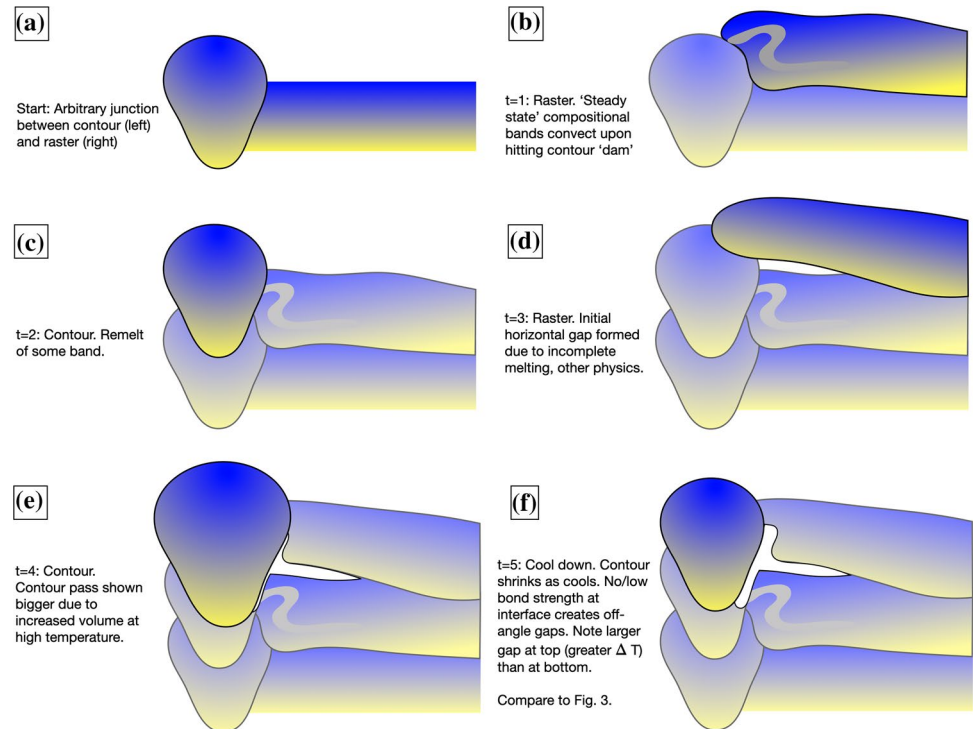 (a)
Start: Arbitrary junction
between contour (left)
and raster (right)
(b)
t=1: Raster. ‘Steady
state’ compositional
bands convect upon
hitting contour ‘dam’
(c)
t=2: Contour. Remelt
of some band.
(d)
t=3: Raster. Initial
horizontal gap formed
due to incomplete
melting, other physics.
(e)
t=4: Contour.
Contour pass shown
bigger due to
increased volume at
high temperature.
(f)
t=5: Cool down. Contour
shrinks as cools. No/low
bond strength at
interface creates off-
angle gaps. Note larger
gap at top (greater Δ T)
than at bottom.
Compare to Fig. 3.